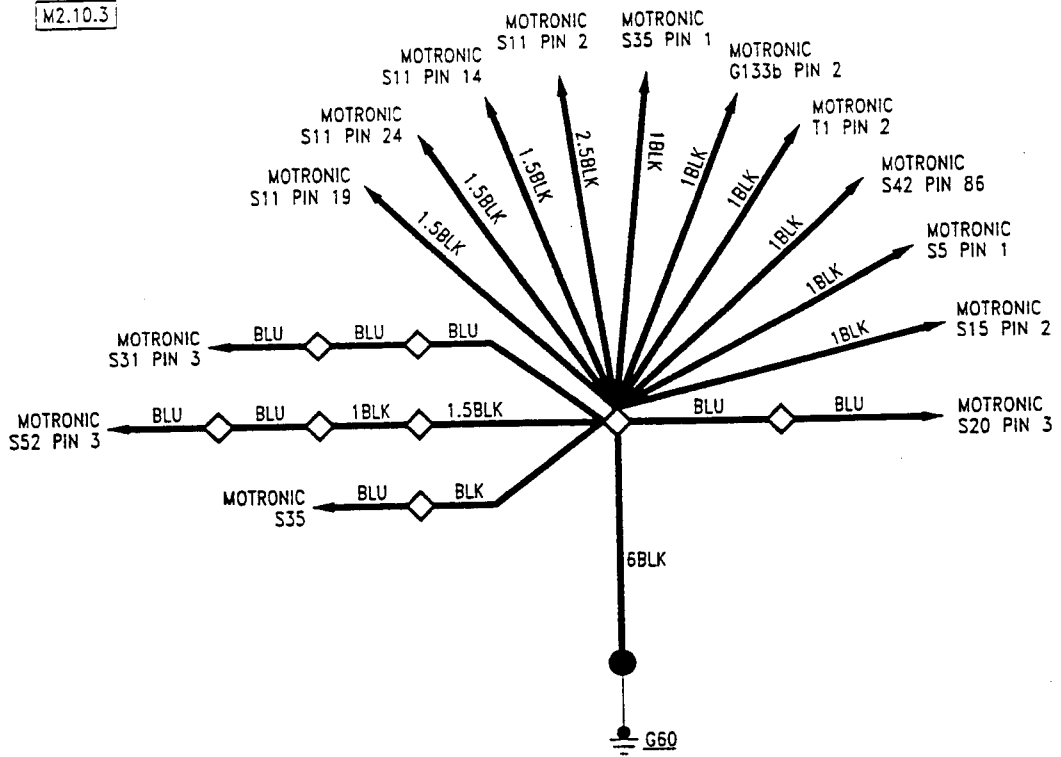 M2.10.3
MOTRONIC
S11 PIN 19
MOTRONIC
S11 PIN 24
MOTRONIC
S11 PIN 14
MOTRONIC
S11 PIN 2
MOTRONIC
S35 PIN 1
MOTRONIC
G133b PIN 2
MOTRONIC
T1 PIN 2
MOTRONIC
S42 PIN 86
MOTRONIC
S5 PIN 1
MOTRONIC
S15 PIN 2
1.5BLK
1.5BLK
1.5BLK
2.5BLK
1BLK
1BLK
1BLK
1BLK
1BLK
1BLK
MOTRONIC
S31 PIN 3
BLU
BLU
BLU
MOTRONIC
S52 PIN 3
BLU
BLU
1BLK
1.5BLK
BLU
BLU
MOTRONIC
S20 PIN 3
MOTRONIC
S35
BLU
BLK
6BLK
G60